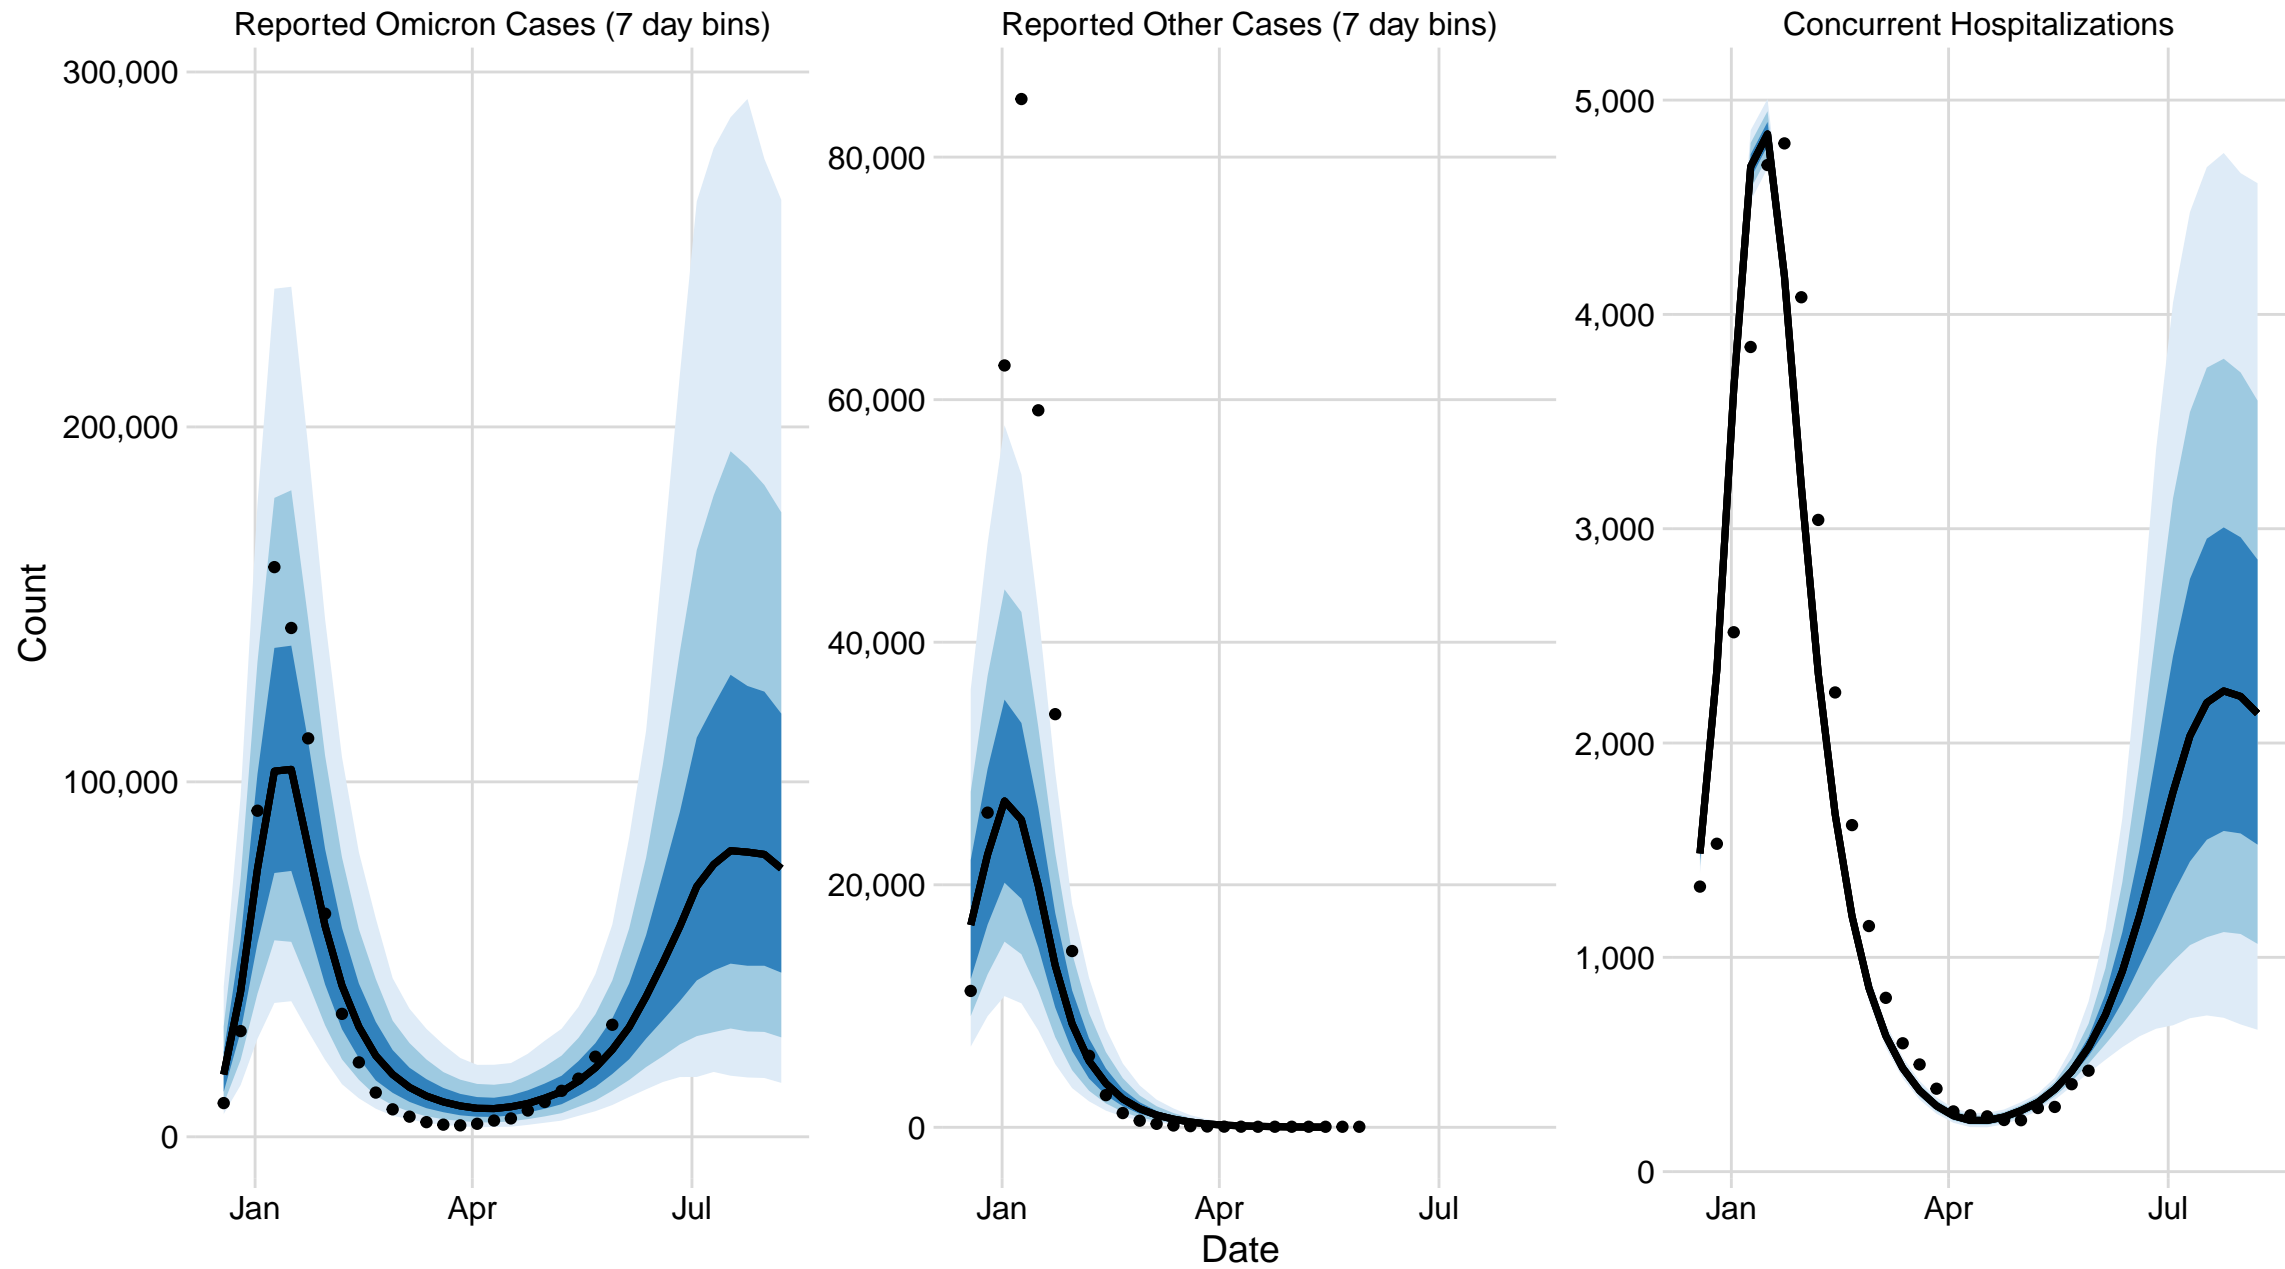 Reported Omicron Cases (7 day bins)
Reported Other Cases (7 day bins)
Concurrent Hospitalizations
Count
300,000
200,000
100,000
0
Jan
Apr
Jul
80,000
60,000
40,000
20,000
0
Jan
Apr
Jul
5,000
4,000
3,000
2,000
1,000
0
Jan
Apr
Jul
Date